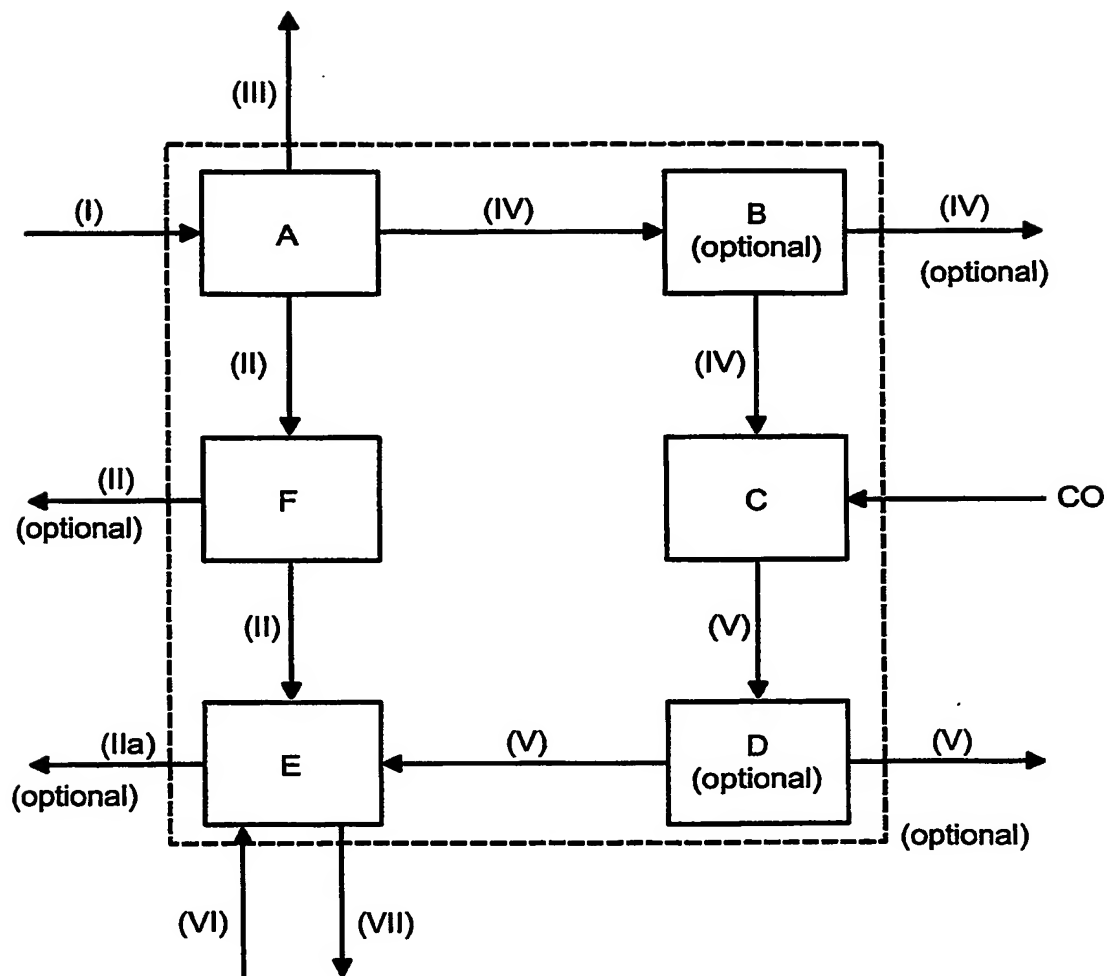 (III)
(I)
A
(IV)
B
(optional)
(IV)
(optional)
(II)
(IV)
(II)
(optional)
F
C
CO
(II)
(V)
(IIa)
(optional)
E
(V)
D
(optional)
(V)
(optional)
(VI)
(VII)